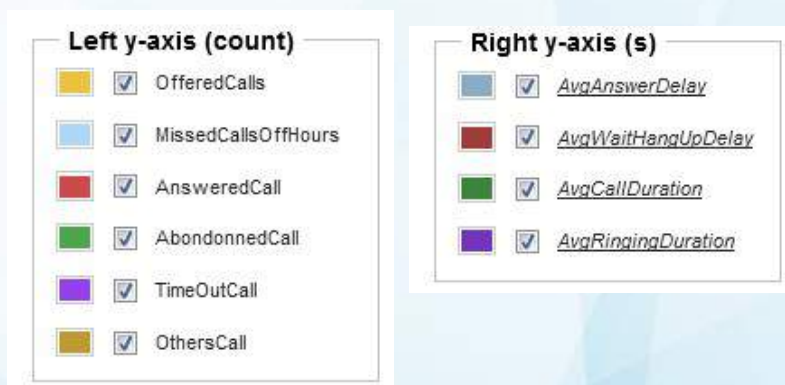 Left y-axis (count)
OfferedCalls
MissedCallsOffHours
AnsweredCall
AbondonnedCall
TimeOutCall
OthersCall
Right y-axis (s)
AvgAnswerDelay
AvgWaitHangUpDelay
AvgCallDuration
AvgRingingDuration